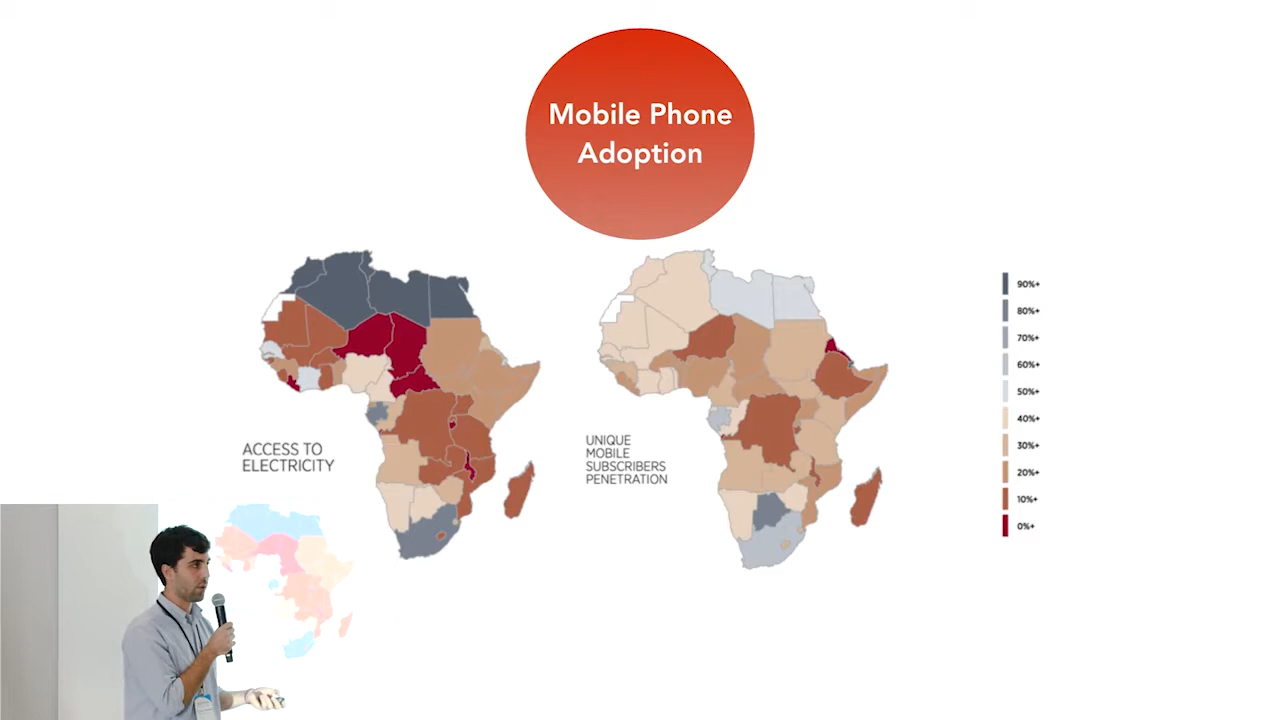 Mobile Phone
Adoption
ACCESS TO
ELECTRICITY
UNIQUE
MOBILE
SUBSCRIBERS
PENETRATION
90%+
80%+
70%+
60%+
50%+
40%+
30%+
20%+
10%+
0%+